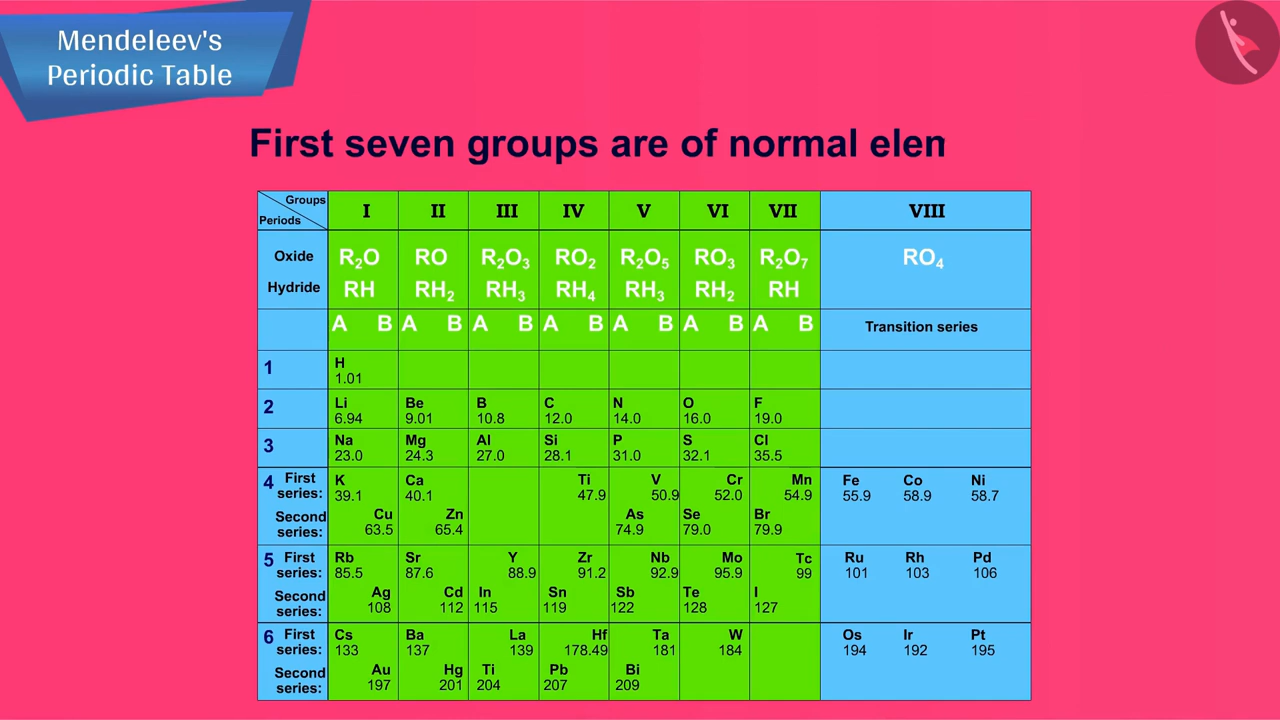 Mendeleev's
Periodic Table
First seven groups are of normal elem
Groups I II III IV V VI VII VIII
Periods
Oxide R₂O RO R₂O₃ RO₂ R₂O₅ RO₃ R₂O₇ RO₄
Hydride RH RH₂ RH₃ RH₄ RH₃ RH₂ RH
A B A B A B A B A B A B A B Transition series
1 H
1.01
2 Li Be B C N O F
6.94 9.01 10.8 12.0 14.0 16.0 19.0
3 Na Mg Al Si P S Cl
23.0 24.3 27.0 28.1 31.0 32.1 35.5
4 First K Ca Ti V Cr Mn Fe Co Ni
series: 39.1 40.1 47.9 50.9 52.0 54.9 55.9 58.9 58.7
Second Cu Zn As Se Br
series: 63.5 65.4 74.9 79.0 79.9
5 First Rb Sr Y Zr Nb Mo Tc Ru Rh Pd
series: 85.5 87.6 88.9 91.2 92.9 95.9 99 101 103 106
Second Ag Cd In Sn Sb Te I
series: 108 112 115 119 122 128 127
6 First Cs Ba La Hf Ta W Os Ir Pt
series: 133 137 139 178.49 181 184 194 192 195
Second Au Hg Ti Pb Bi
series: 197 201 204 207 209